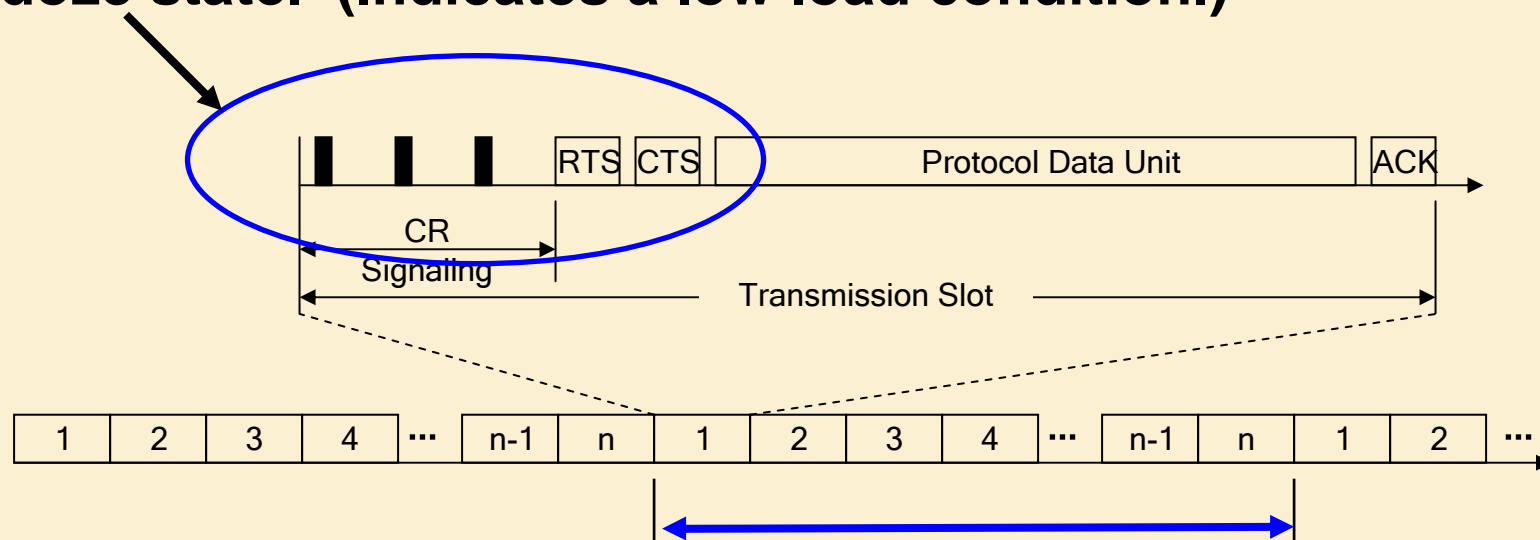 state. (indicates a low load condition.)
RTS CTS Protocol Data Unit ACK
CR
Signaling
Transmission Slot
1 2 3 4 ... n-1 n 1 2 3 4 ... n-1 n 1 2 ...